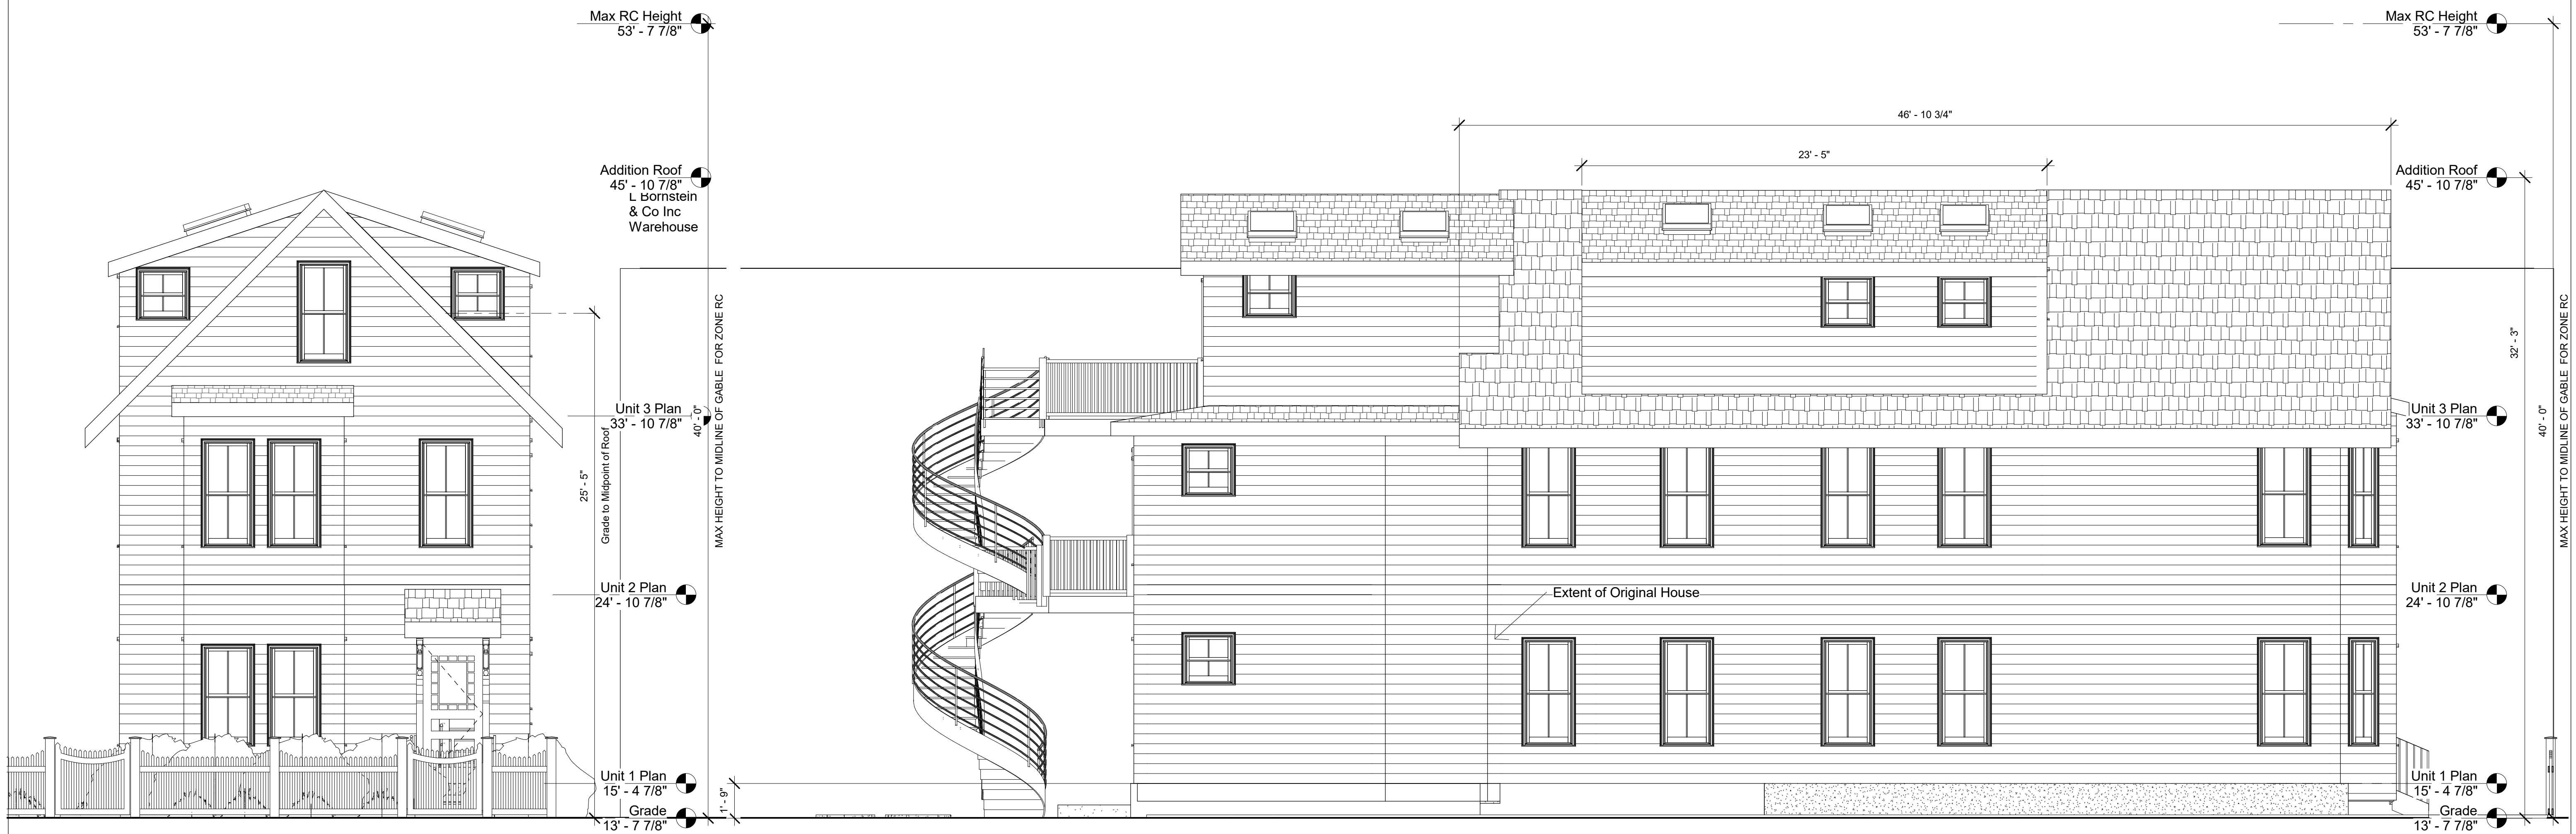 Max RC Height
53' - 7 7/8"
Addition Roof
45' - 10 7/8"
L Bornstein
& Co Inc
Warehouse
Unit 3 Plan
33' - 10 7/8"
40' - 0"
MAX HEIGHT TO MIDLINE OF GABLE FOR ZONE RC
25' - 5"
Grade to Midpoint of Roof
Unit 2 Plan
24' - 10 7/8"
Unit 1 Plan
15' - 4 7/8"
1' - 9"
Grade
13' - 7 7/8"
46' - 10 3/4"
23' - 5"
Extent of Original House
Max RC Height
53' - 7 7/8"
Addition Roof
45' - 10 7/8"
32' - 3"
MAX HEIGHT TO MIDLINE OF GABLE FOR ZONE RC
Unit 3 Plan
33' - 10 7/8"
40' - 0"
Unit 2 Plan
24' - 10 7/8"
Unit 1 Plan
15' - 4 7/8"
Grade
13' - 7 7/8"